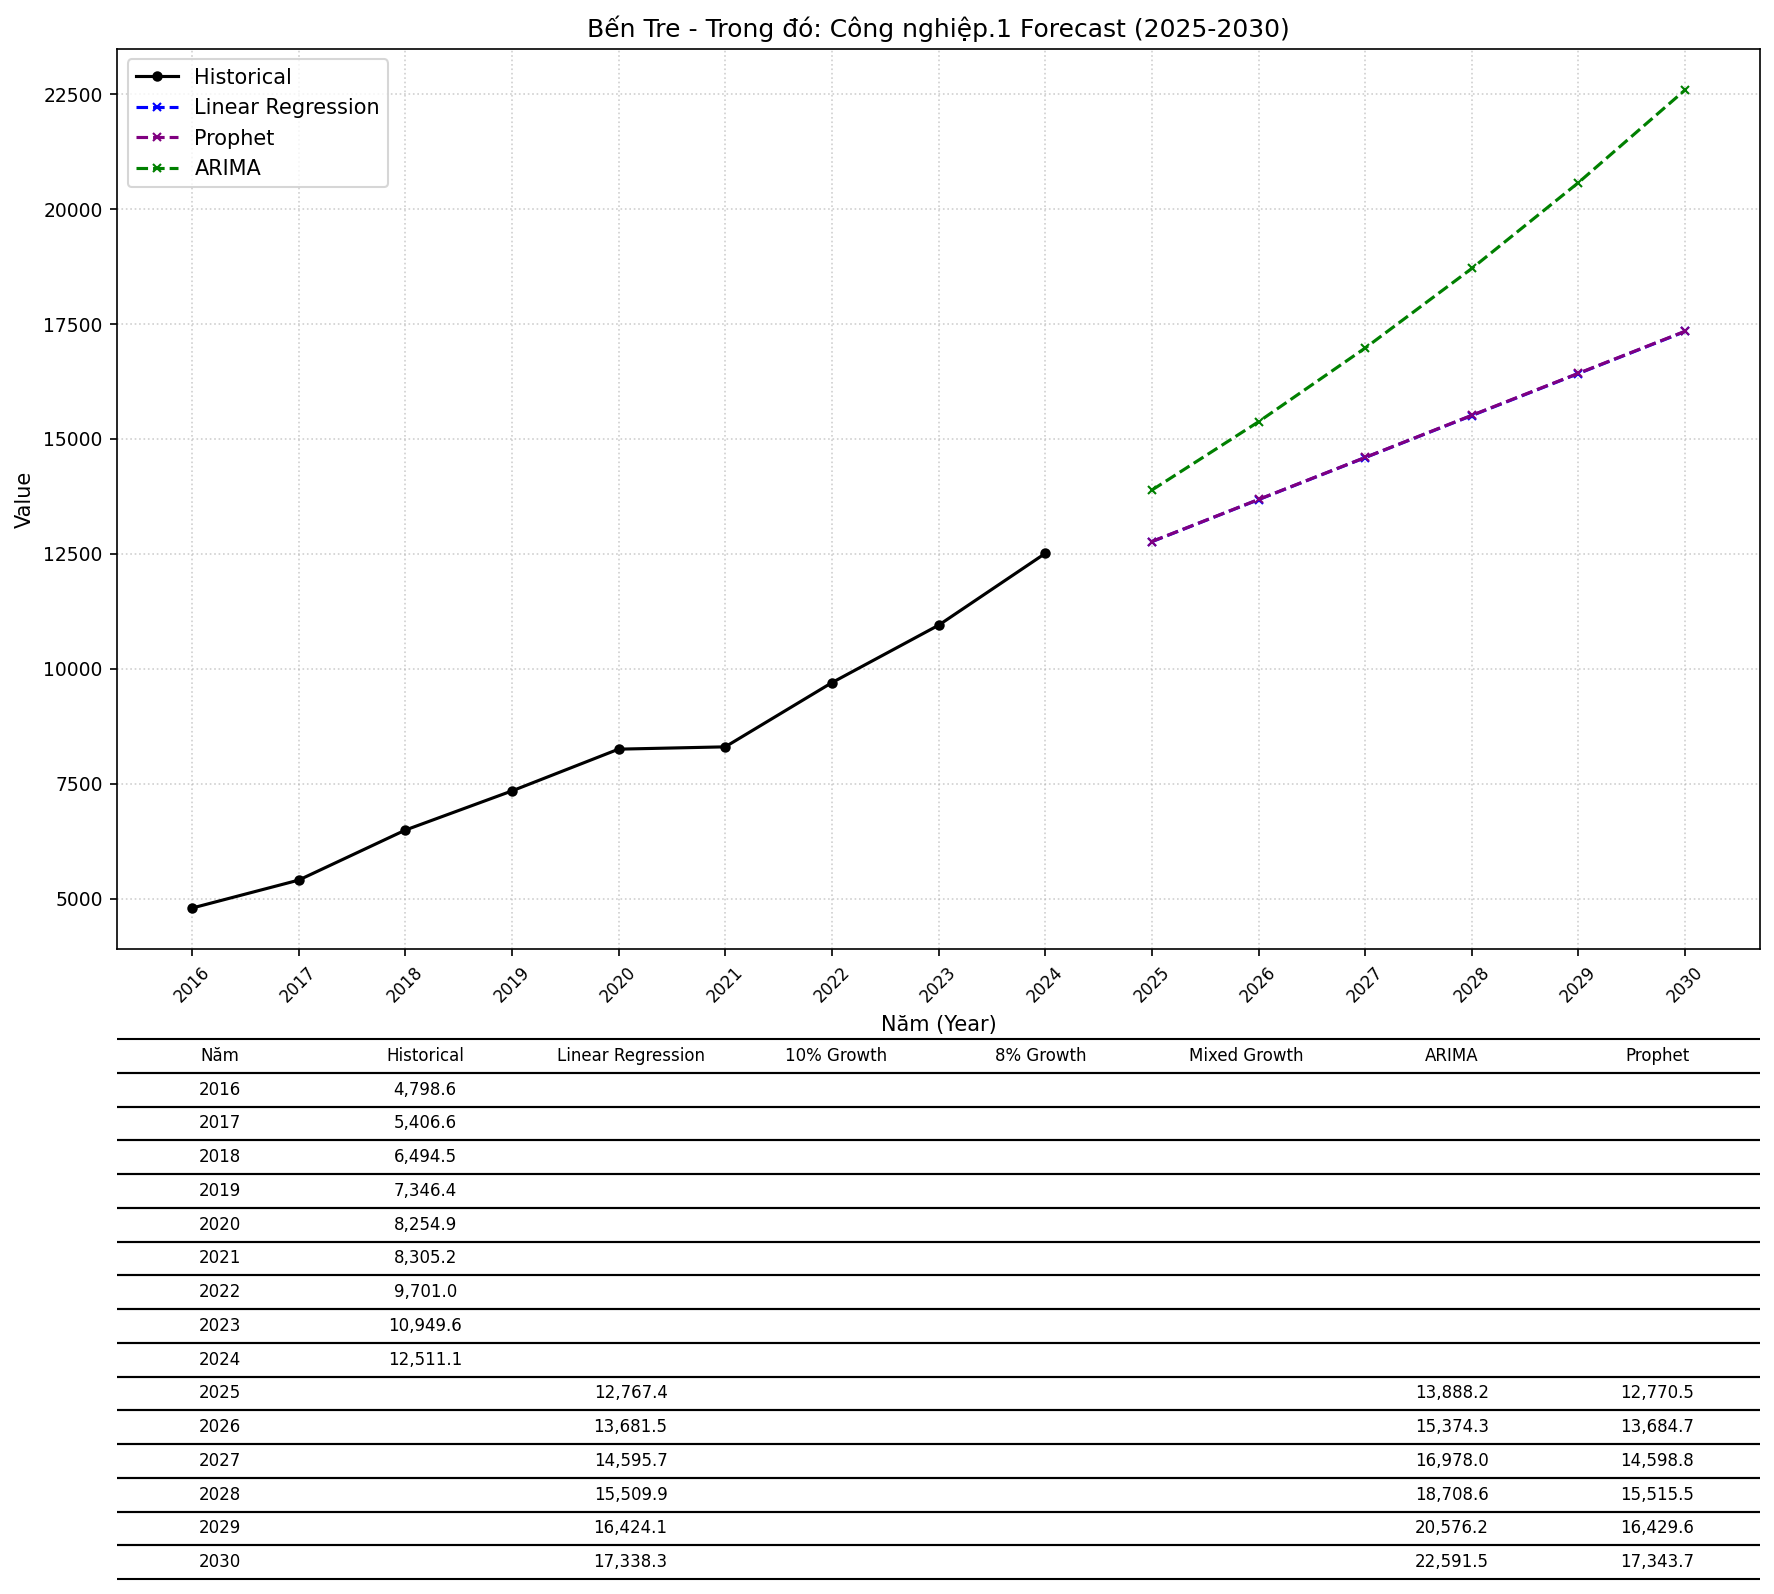 Bến Tre - Trong đó: Công nghiệp.1 Forecast (2025-2030)
Historical
Linear Regression
Prophet
ARIMA
22500
20000
17500
15000
12500
10000
7500
5000
Value
2016 2017 2018 2019 2020 2021 2022 2023 2024 2025 2026 2027 2028 2029 2030
Năm (Year)
Năm Historical Linear Regression 10% Growth 8% Growth Mixed Growth ARIMA Prophet
2016 4,798.6
2017 5,406.6
2018 6,494.5
2019 7,346.4
2020 8,254.9
2021 8,305.2
2022 9,701.0
2023 10,949.6
2024 12,511.1
2025 12,767.4 13,888.2 12,770.5
2026 13,681.5 15,374.3 13,684.7
2027 14,595.7 16,978.0 14,598.8
2028 15,509.9 18,708.6 15,515.5
2029 16,424.1 20,576.2 16,429.6
2030 17,338.3 22,591.5 17,343.7